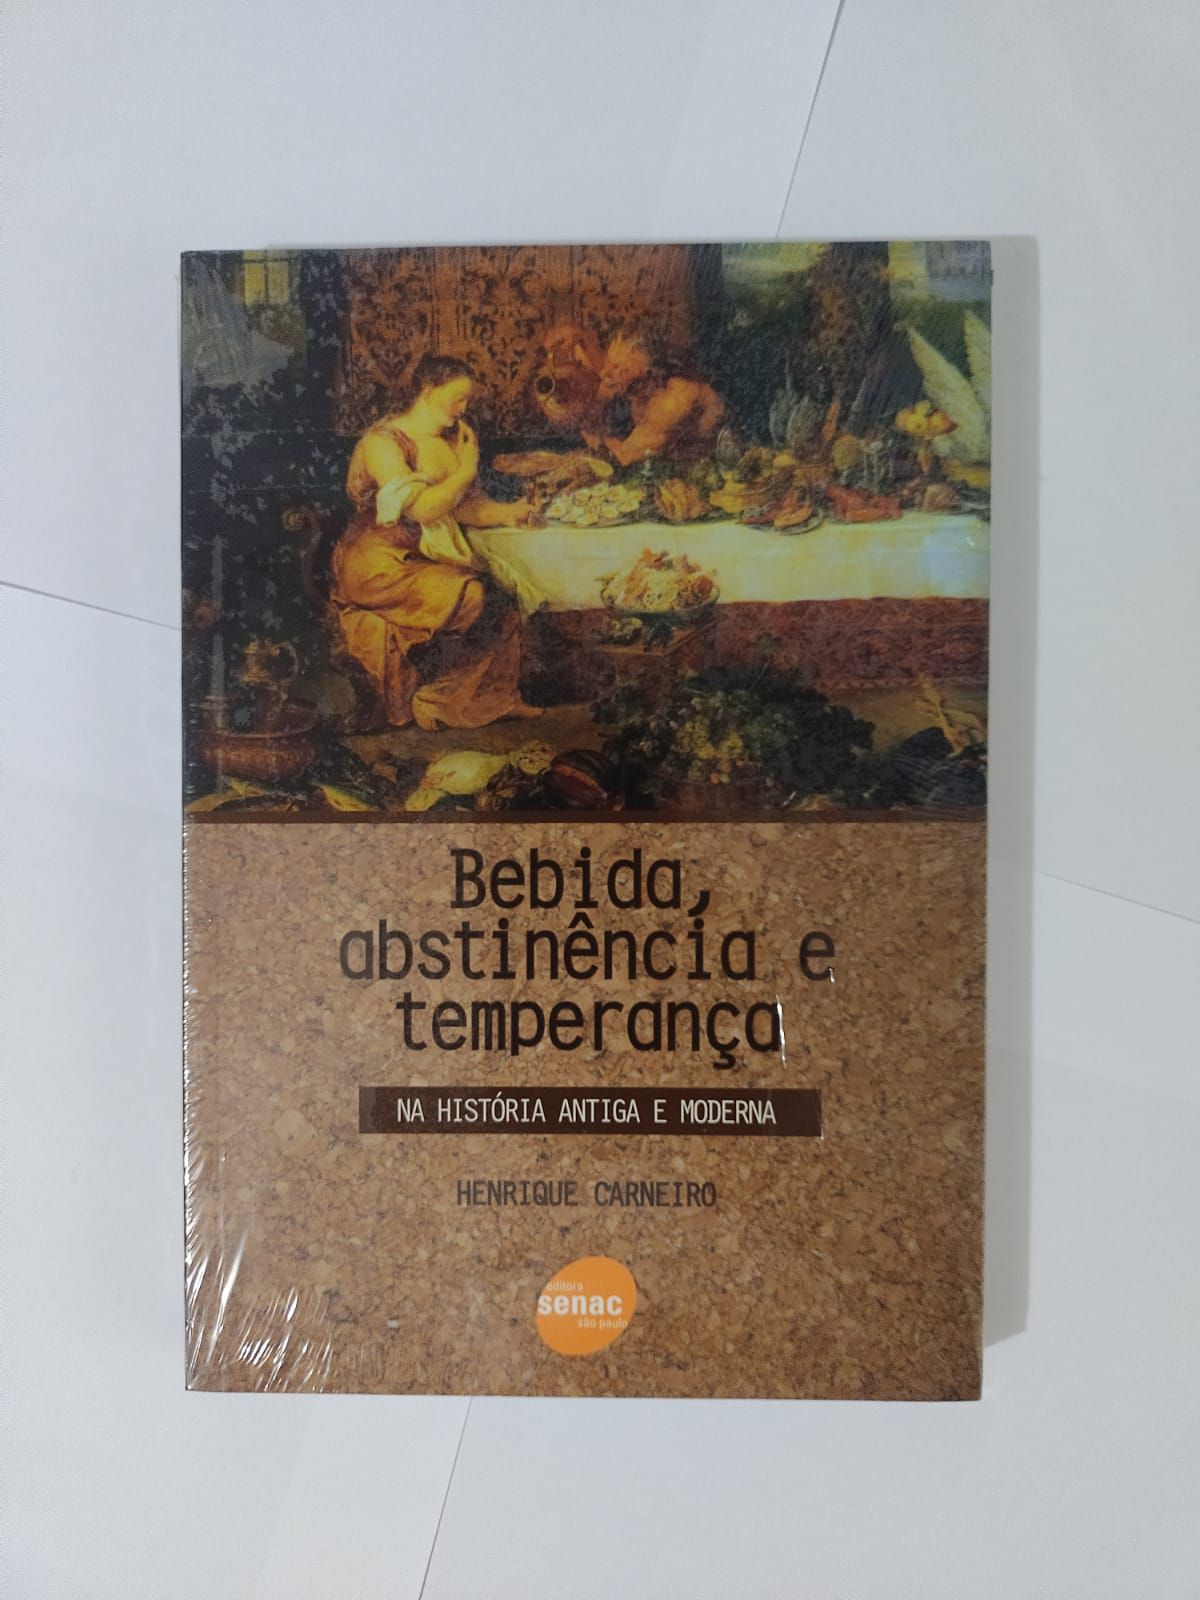 Bebida,
abstinência e
temperança
NA HISTÓRIA ANTIGA E MODERNA
HENRIQUE CARNEIRO
editora
senac
são paulo